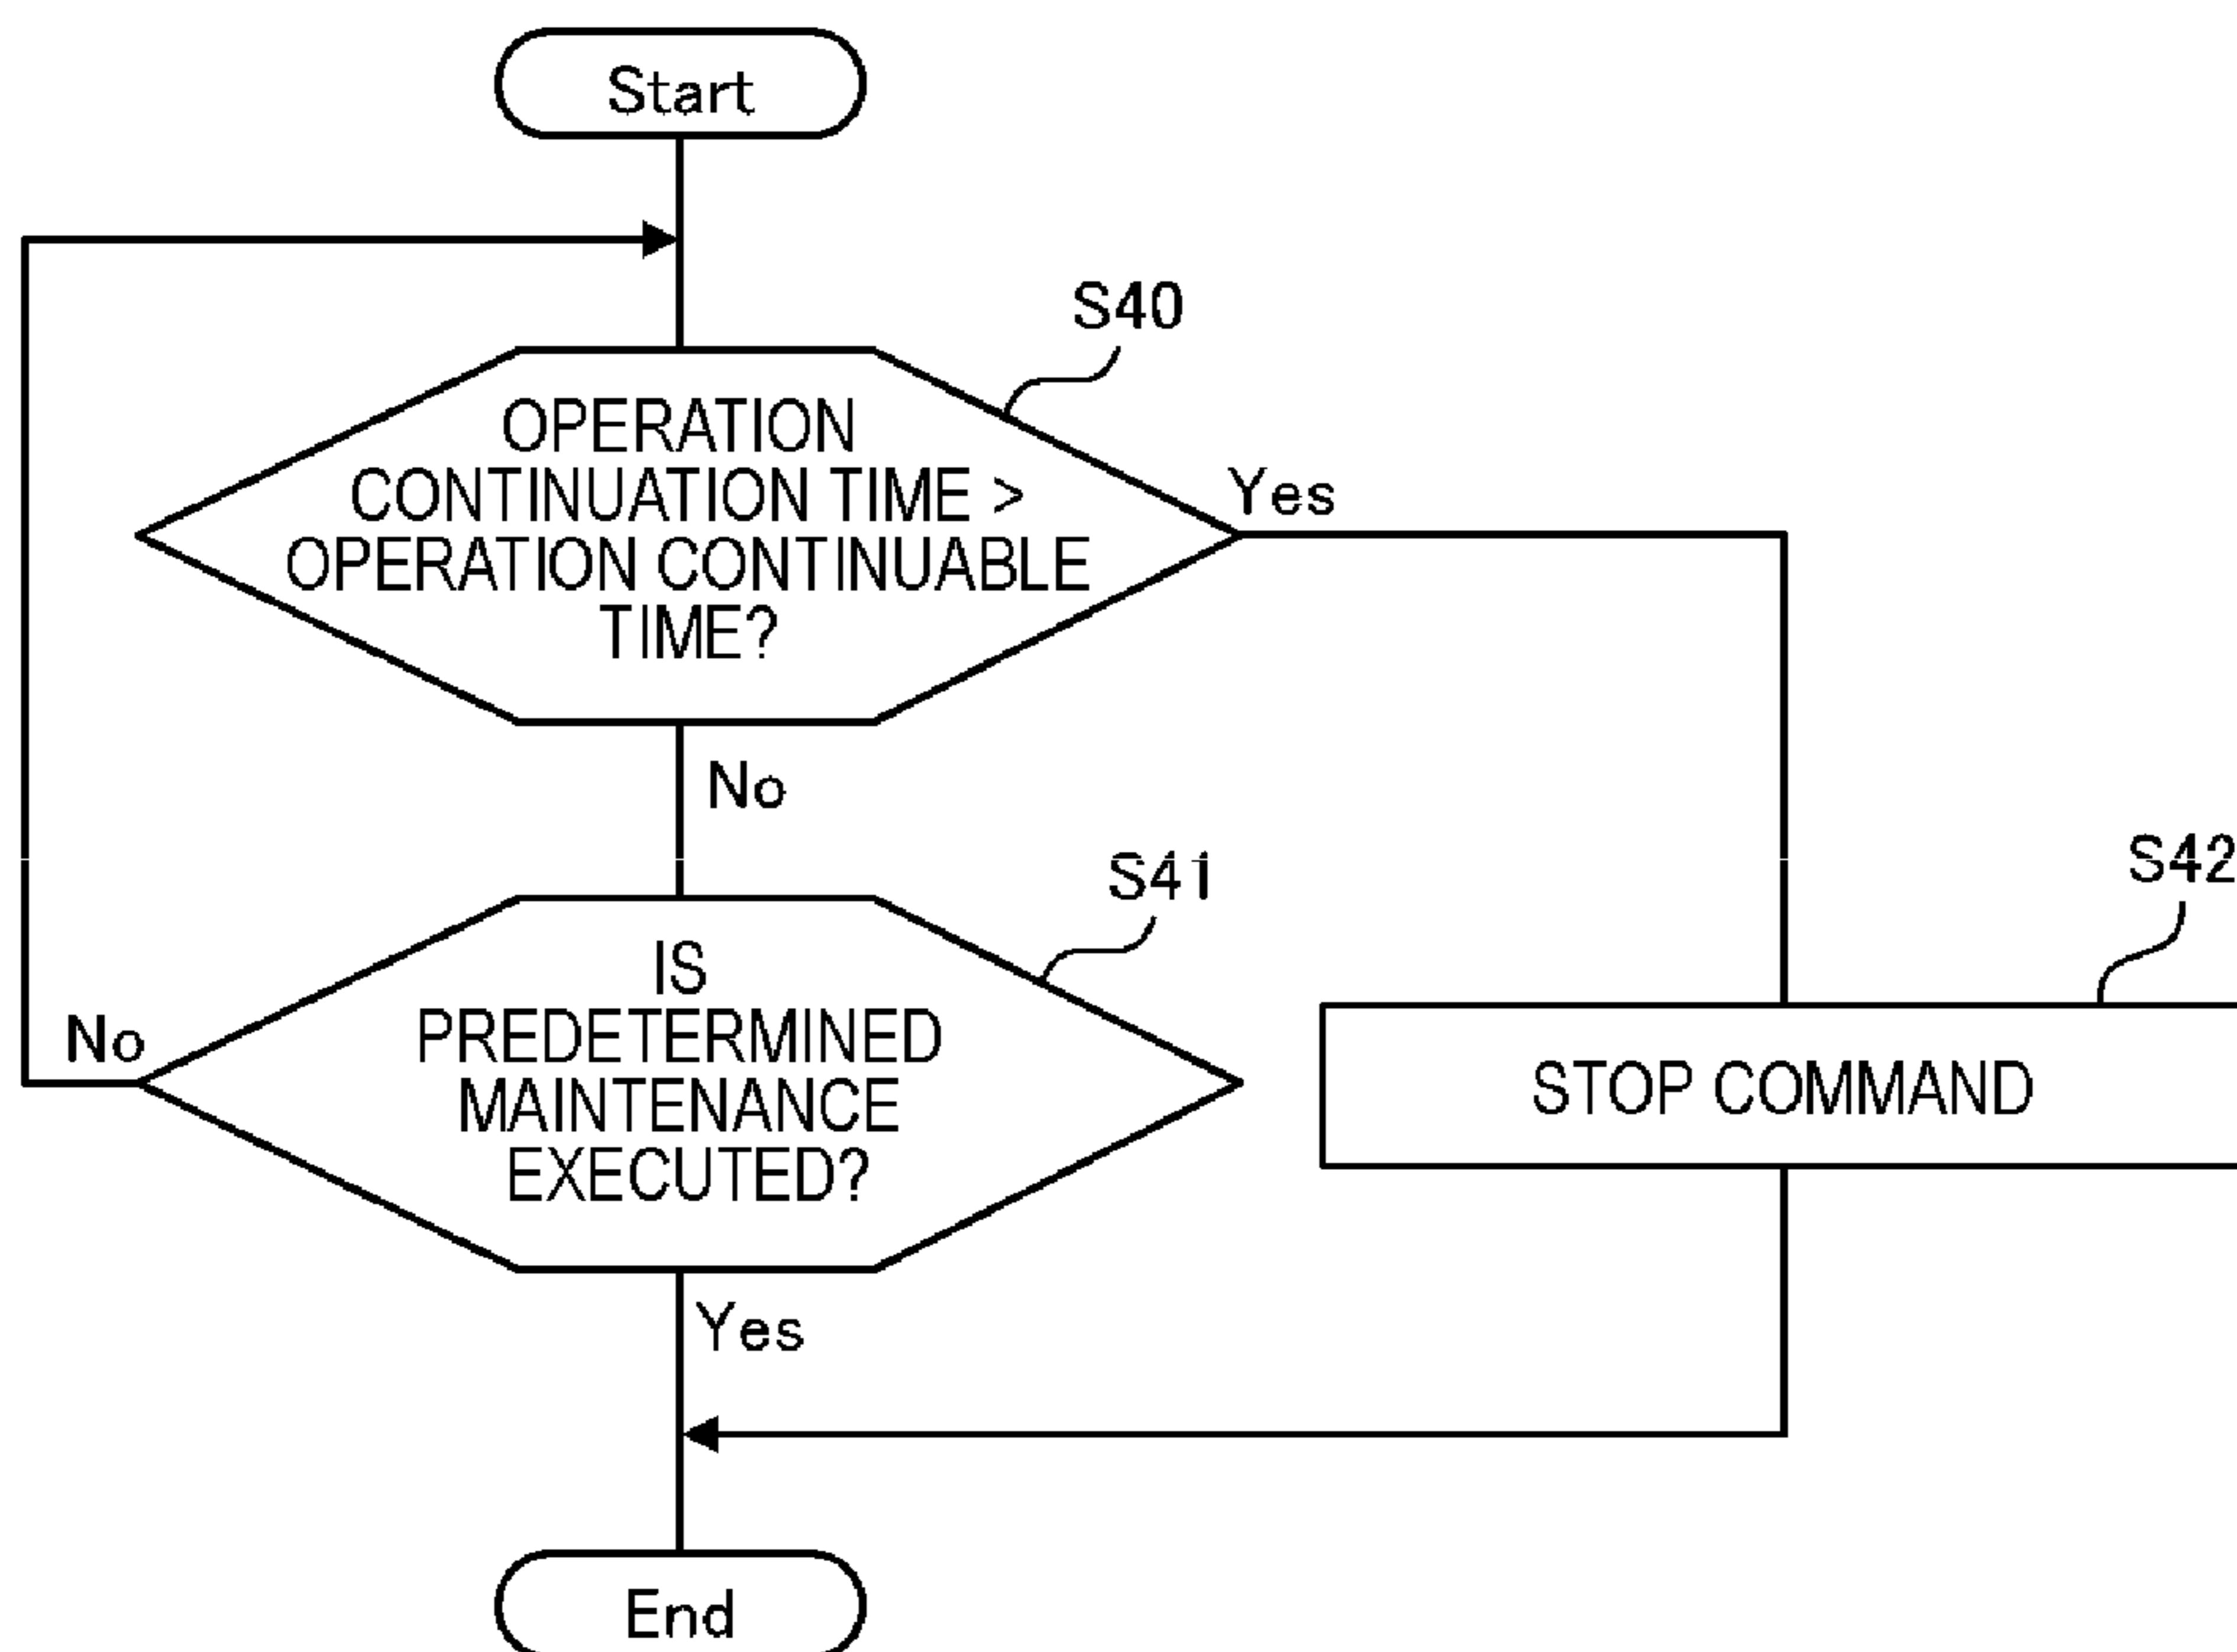 Start
S40
OPERATION
CONTINUATION TIME >
OPERATION CONTINUABLE
TIME?
Yes
No
S41
S42
IS
PREDETERMINED
MAINTENANCE
EXECUTED?
No
STOP COMMAND
Yes
End